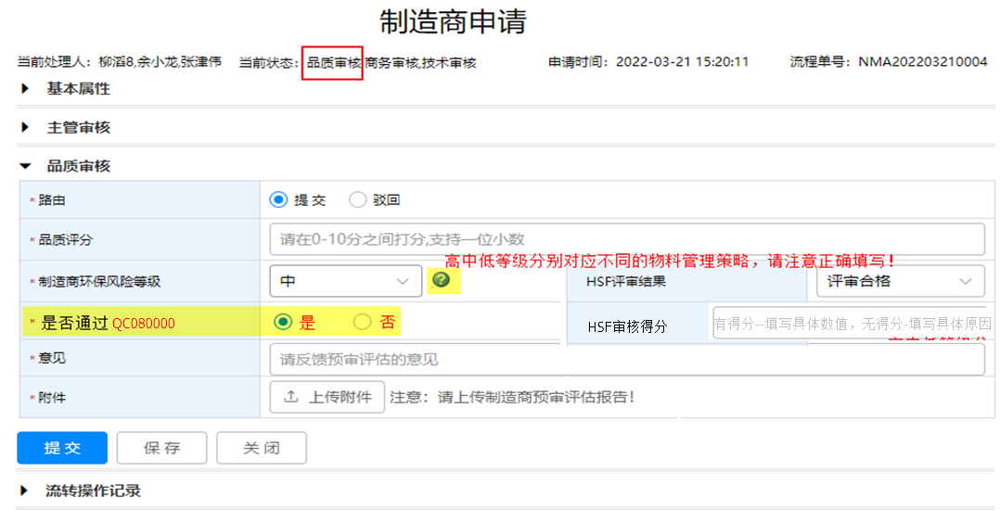 制造商申请
当前处理人：柳滔8,余小龙,张津伟 当前状态：品质审核,商务审核,技术审核 申请时间：2022-03-21 15:20:11 流程单号：NMA202203210004
基本属性
主管审核
品质审核
* 路由 提 交 驳回
* 品质评分 请在0-10分之间打分,支持一位小数
高中低等级分别对应不同的物料管理策略，请注意正确填写！
* 制造商环保风险等级 中 HSF评审结果 评审合格
* 是否通过 QC080000 是 否 HSF审核得分 有得分--填写具体数值，无得分-填写具体原因
* 意见 请反馈预审评估的意见
* 附件 上传附件 注意：请上传制造商预审评估报告！
提 交 保 存 关 闭
流转操作记录